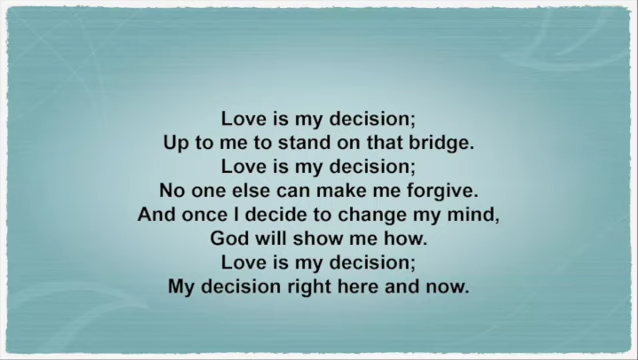 Love is my decision;
Up to me to stand on that bridge.
Love is my decision;
No one else can make me forgive.
And once I decide to change my mind,
God will show me how.
Love is my decision;
My decision right here and now.